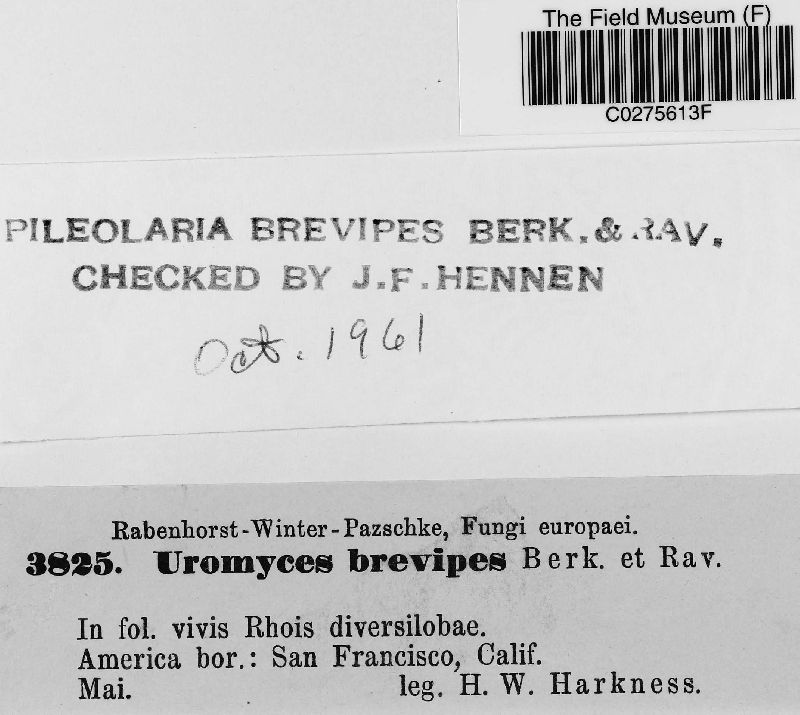 The Field Museum (F)
C0275613F
PILEOLARIA BREVIPES BERK. & RAV.
CHECKED BY J.F. HENNEN
Oct. 1961
Rabenhorst-Winter-Pazschke, Fungi europaei.
3825. Uromyces brevipes Berk. et Rav.
In fol. vivis Rhois diversilobae.
America bor.: San Francisco, Calif.
Mai. leg. H. W. Harkness.